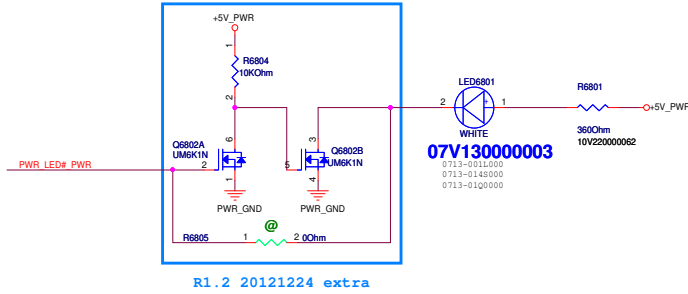 +5V_PWR
1
R6804
10KOhm
2
LED6801
R6801
2
1
+5V_PWR
WHITE
360Ohm
10V220000062
07V130000003
0713-001L000
0713-014S000
0713-01Q0000
Q6802A
UM6K1N
6
2
1
3
Q6802B
UM6K1N
5
4
PWR_LED#_PWR
PWR_GND
PWR_GND
@
R6805
1
2
0Ohm
R1.2 20121224 extra